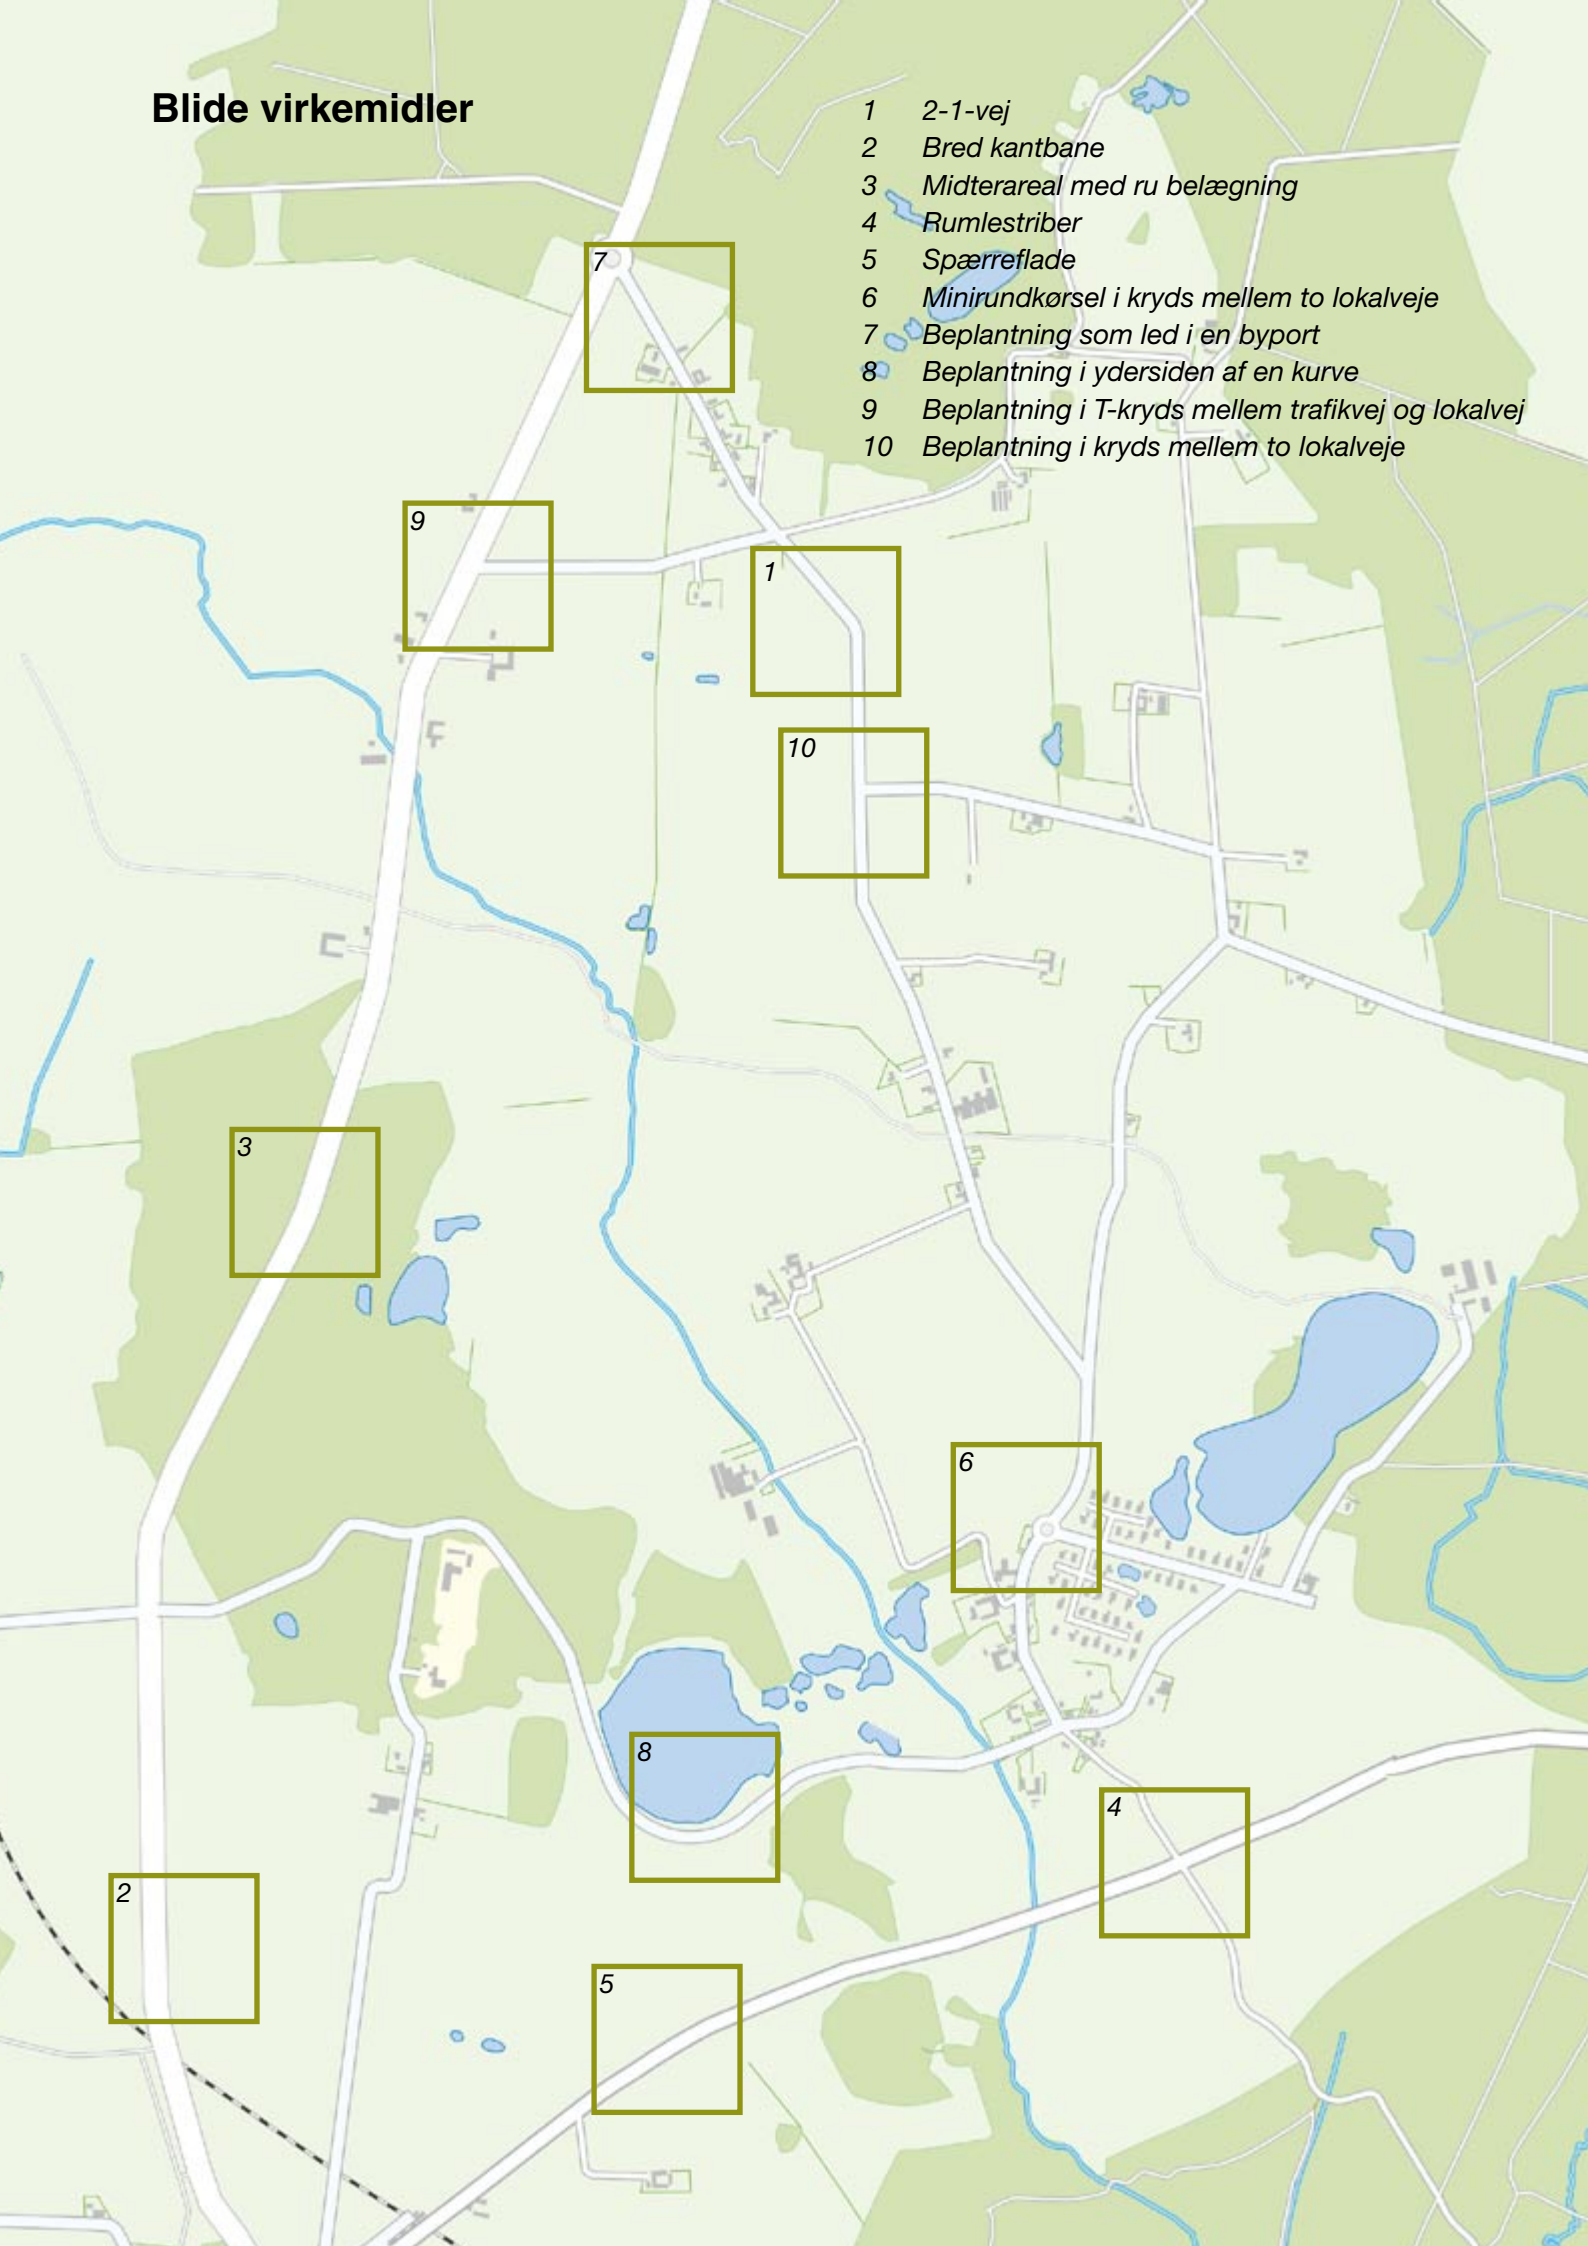 Blide virkemidler
1 2-1-vej
2 Bred kantbane
3 Midterareal med ru belægning
4 Rumlestriber
5 Spærreflade
6 Minirundkørsel i kryds mellem to lokalveje
7 Beplantning som led i en byport
8 Beplantning i ydersiden af en kurve
9 Beplantning i T-kryds mellem trafikvej og lokalvej
10 Beplantning i kryds mellem to lokalveje
7
9
1
10
3
6
8
4
2
5